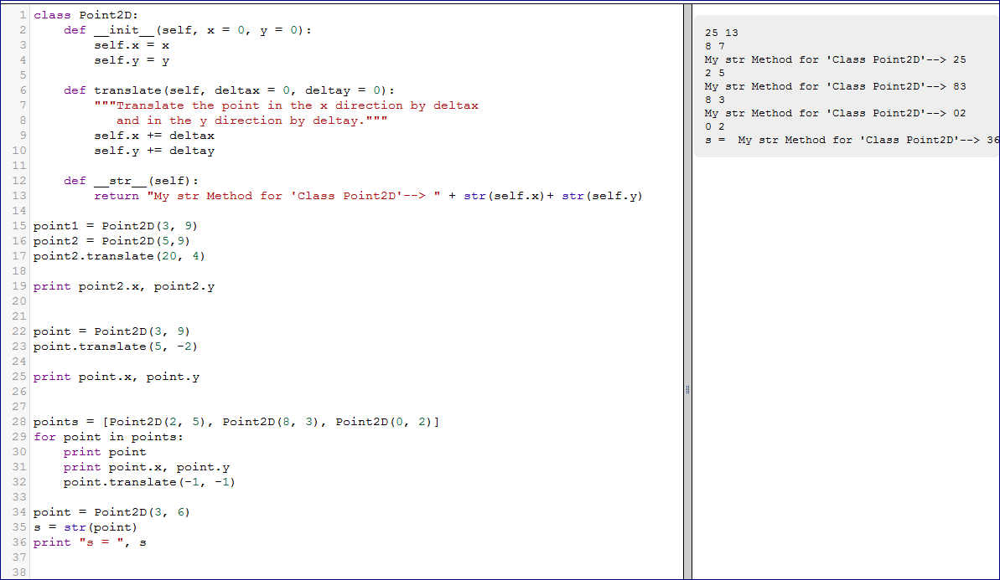 1 class Point2D:
2     def __init__(self, x = 0, y = 0):
3         self.x = x
4         self.y = y
5
6     def translate(self, deltax = 0, deltay = 0):
7         """Translate the point in the x direction by deltax
8            and in the y direction by deltay."""
9         self.x += deltax
10         self.y += deltay
11
12     def __str__(self):
13         return "My str Method for 'Class Point2D'--> " + str(self.x)+ str(self.y)
14
15 point1 = Point2D(3, 9)
16 point2 = Point2D(5,9)
17 point2.translate(20, 4)
18
19 print point2.x, point2.y
20
21
22 point = Point2D(3, 9)
23 point.translate(5, -2)
24
25 print point.x, point.y
26
27
28 points = [Point2D(2, 5), Point2D(8, 3), Point2D(0, 2)]
29 for point in points:
30     print point
31     print point.x, point.y
32     point.translate(-1, -1)
33
34 point = Point2D(3, 6)
35 s = str(point)
36 print "s = ", s
37
38
25 13
8 7
My str Method for 'Class Point2D'--> 25
2 5
My str Method for 'Class Point2D'--> 83
8 3
My str Method for 'Class Point2D'--> 02
0 2
s =  My str Method for 'Class Point2D'--> 36